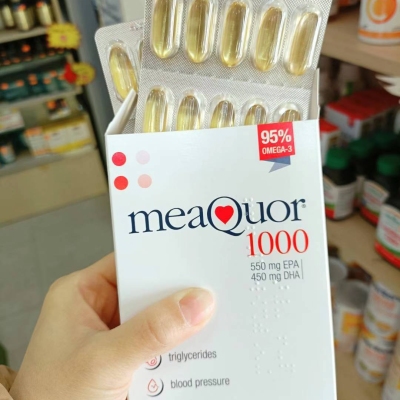 95%
OMEGA-3
meaQuor®
1000
550 mg EPA
450 mg DHA
triglycerides
blood pressure